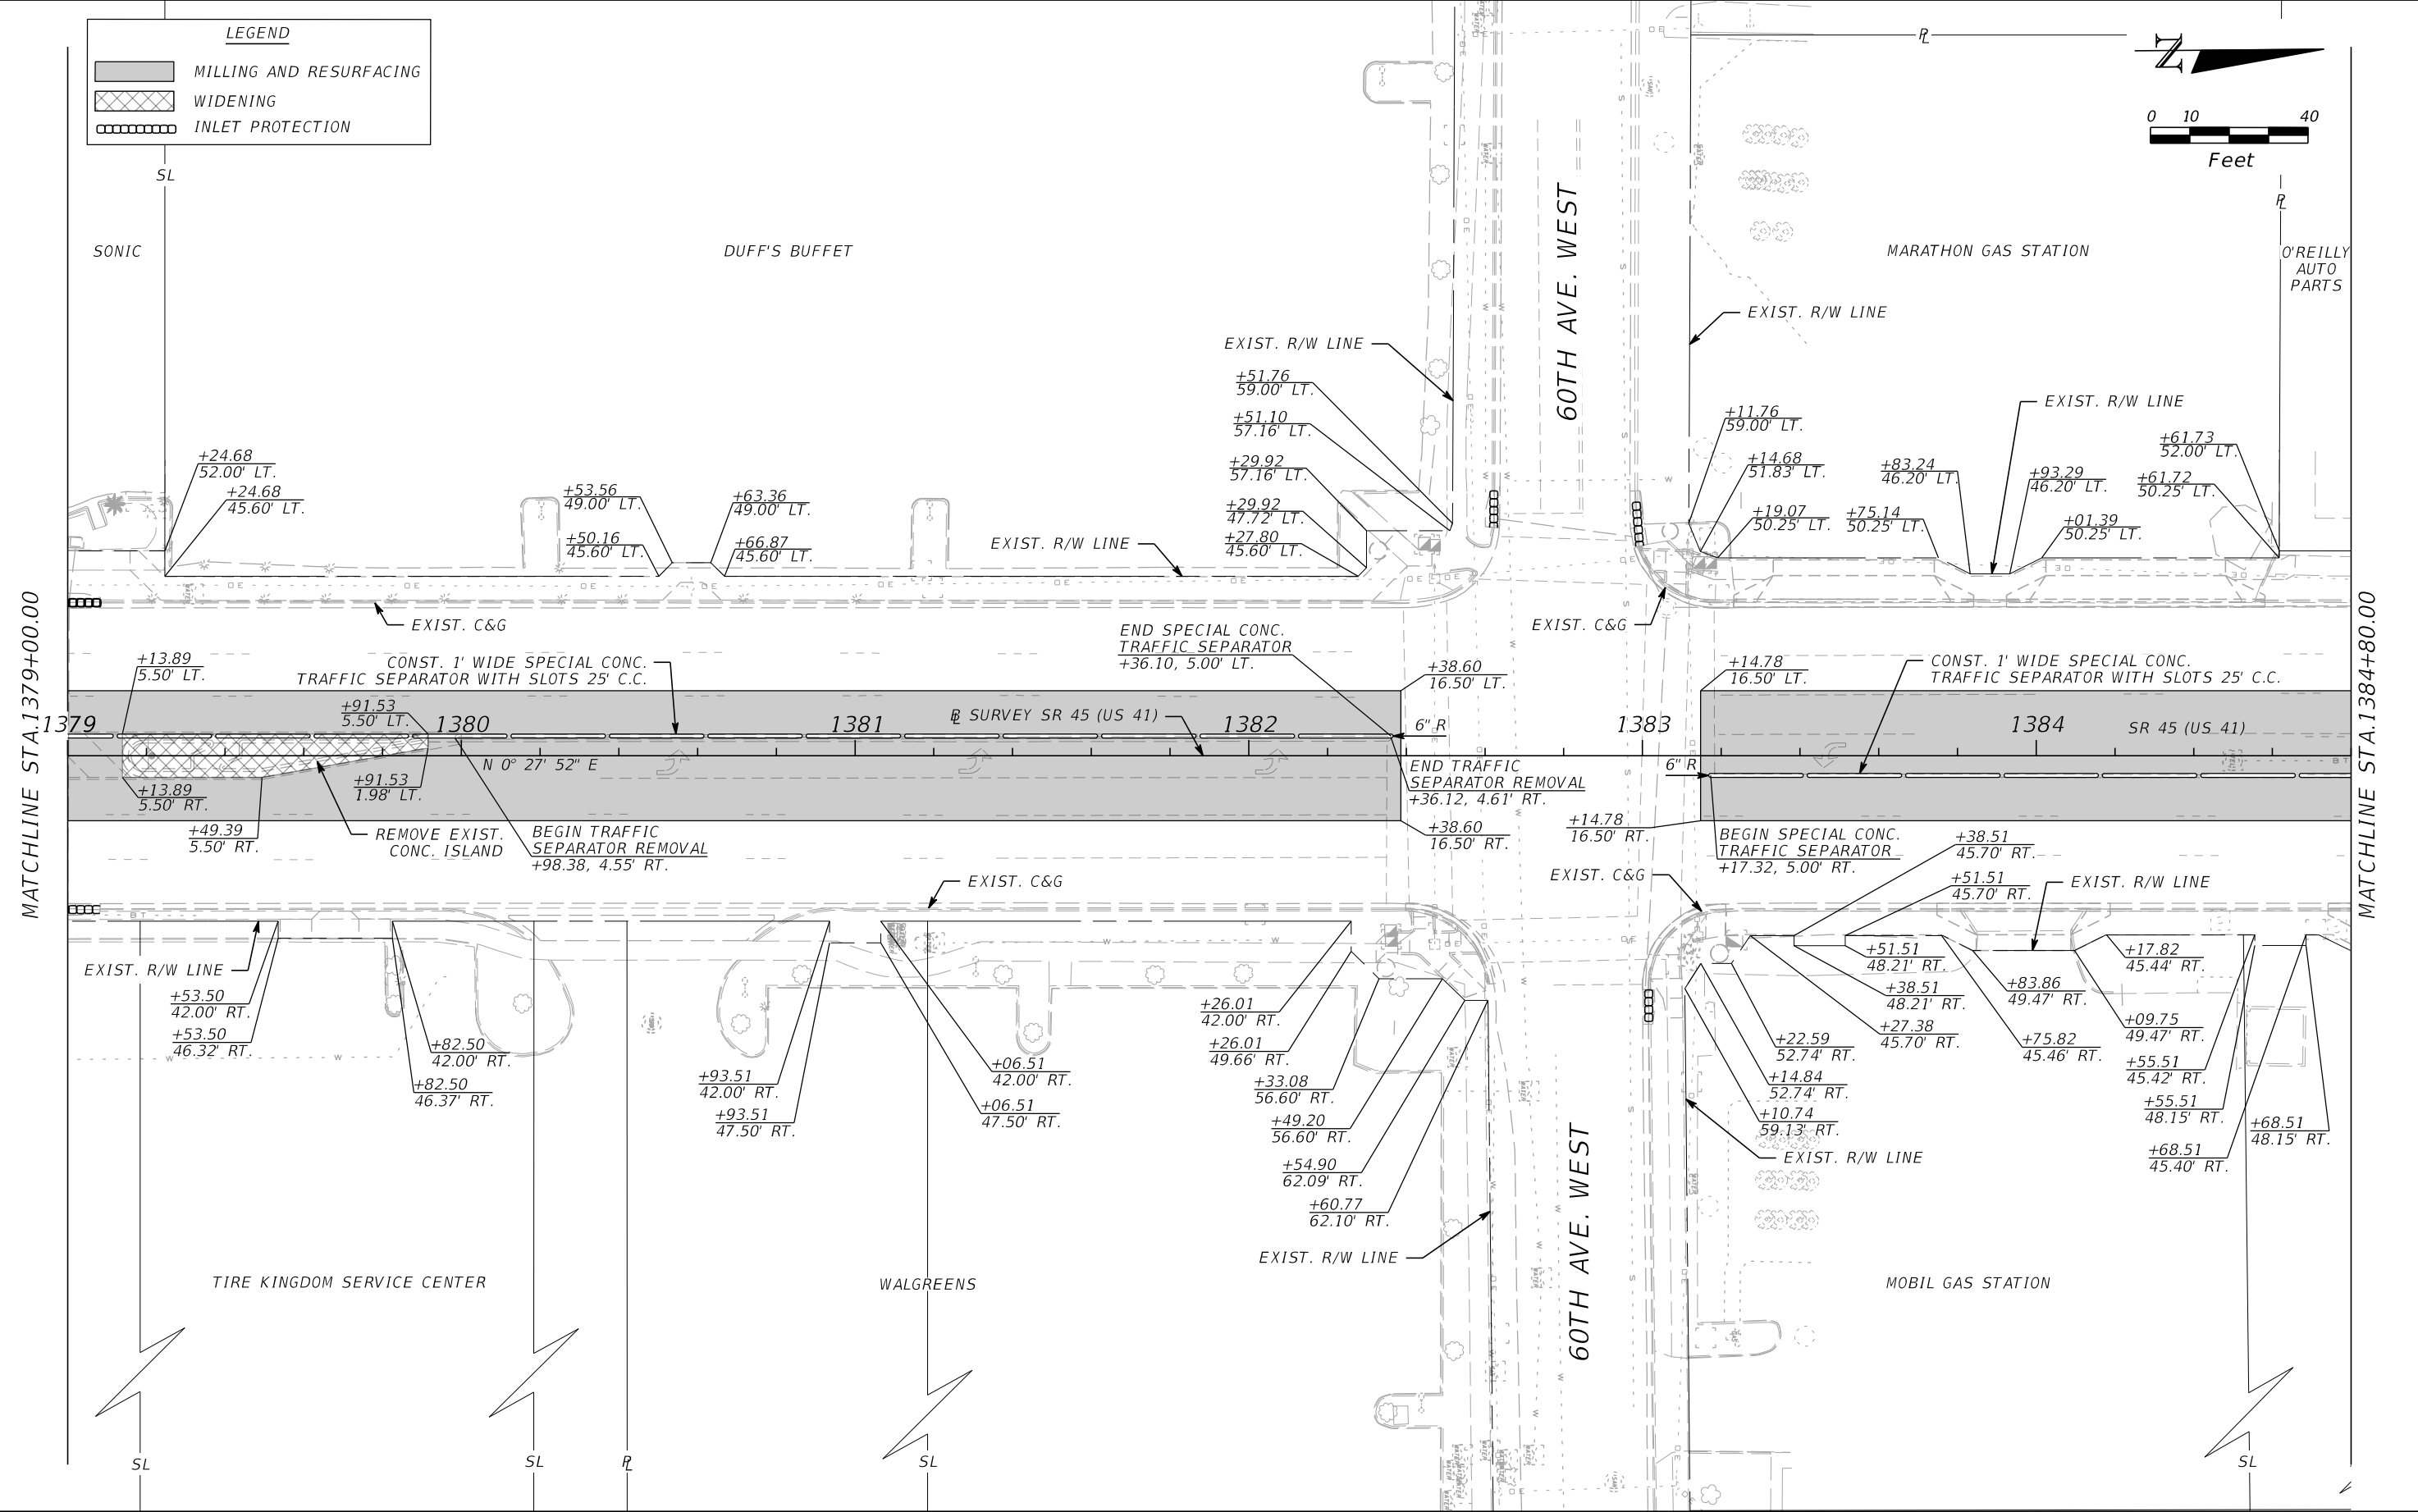 LEGEND
MILLING AND RESURFACING
WIDENING
INLET PROTECTION
SL
SONIC
DUFF'S BUFFET
60TH AVE. WEST
PL
N
0 10 40
Feet
PL
MARATHON GAS STATION
O'REILLY
AUTO
PARTS
EXIST. R/W LINE
EXIST. R/W LINE
+51.76
59.00' LT.
+51.10
57.16' LT.
+29.92
57.16' LT.
+29.92
47.72' LT.
+27.80
45.60' LT.
+24.68
52.00' LT.
+24.68
45.60' LT.
+53.56
49.00' LT.
+50.16
45.60' LT.
+63.36
49.00' LT.
+66.87
45.60' LT.
EXIST. R/W LINE
+11.76
59.00' LT.
+14.68
51.83' LT.
+19.07
50.25' LT.
+75.14
50.25' LT.
+83.24
46.20' LT.
EXIST. R/W LINE
+93.29
46.20' LT.
+01.39
50.25' LT.
+61.73
52.00' LT.
+61.72
50.25' LT.
MATCHLINE STA.1379+00.00
MATCHLINE STA.1384+80.00
EXIST. C&G
EXIST. C&G
+13.89
5.50' LT.
CONST. 1' WIDE SPECIAL CONC.
TRAFFIC SEPARATOR WITH SLOTS 25' C.C.
END SPECIAL CONC.
TRAFFIC SEPARATOR
+36.10, 5.00' LT.
+38.60
16.50' LT.
+14.78
16.50' LT.
CONST. 1' WIDE SPECIAL CONC.
TRAFFIC SEPARATOR WITH SLOTS 25' C.C.
+91.53
5.50' LT.
1379
1380
1381
BL SURVEY SR 45 (US 41)
1382
6" R
1383
1384
SR 45 (US 41)
N 0° 27' 52" E
6" R
+91.53
1.98' LT.
+13.89
5.50' RT.
END TRAFFIC
SEPARATOR REMOVAL
+36.12, 4.61' RT.
+49.39
5.50' RT.
REMOVE EXIST.
CONC. ISLAND
BEGIN TRAFFIC
SEPARATOR REMOVAL
+98.38, 4.55' RT.
+38.60
16.50' RT.
+14.78
16.50' RT.
BEGIN SPECIAL CONC.
TRAFFIC SEPARATOR
+17.32, 5.00' RT.
+38.51
45.70' RT.
+51.51
45.70' RT.
EXIST. R/W LINE
EXIST. C&G
EXIST. C&G
BT
BT
EXIST. R/W LINE
+53.50
42.00' RT.
+53.50
46.32' RT.
+82.50
42.00' RT.
+82.50
46.37' RT.
+93.51
42.00' RT.
+93.51
47.50' RT.
+06.51
42.00' RT.
+06.51
47.50' RT.
+26.01
42.00' RT.
+26.01
49.66' RT.
+33.08
56.60' RT.
+49.20
56.60' RT.
+54.90
62.09' RT.
+60.77
62.10' RT.
EXIST. R/W LINE
+51.51
48.21' RT.
+38.51
48.21' RT.
+27.38
45.70' RT.
+22.59
52.74' RT.
+14.84
52.74' RT.
+10.74
59.13' RT.
EXIST. R/W LINE
+83.86
49.47' RT.
+75.82
45.46' RT.
+17.82
45.44' RT.
+09.75
49.47' RT.
+55.51
45.42' RT.
+55.51
48.15' RT.
+68.51
45.40' RT.
+68.51
48.15' RT.
60TH AVE. WEST
TIRE KINGDOM SERVICE CENTER
WALGREENS
MOBIL GAS STATION
SL
SL
PL
SL
SL